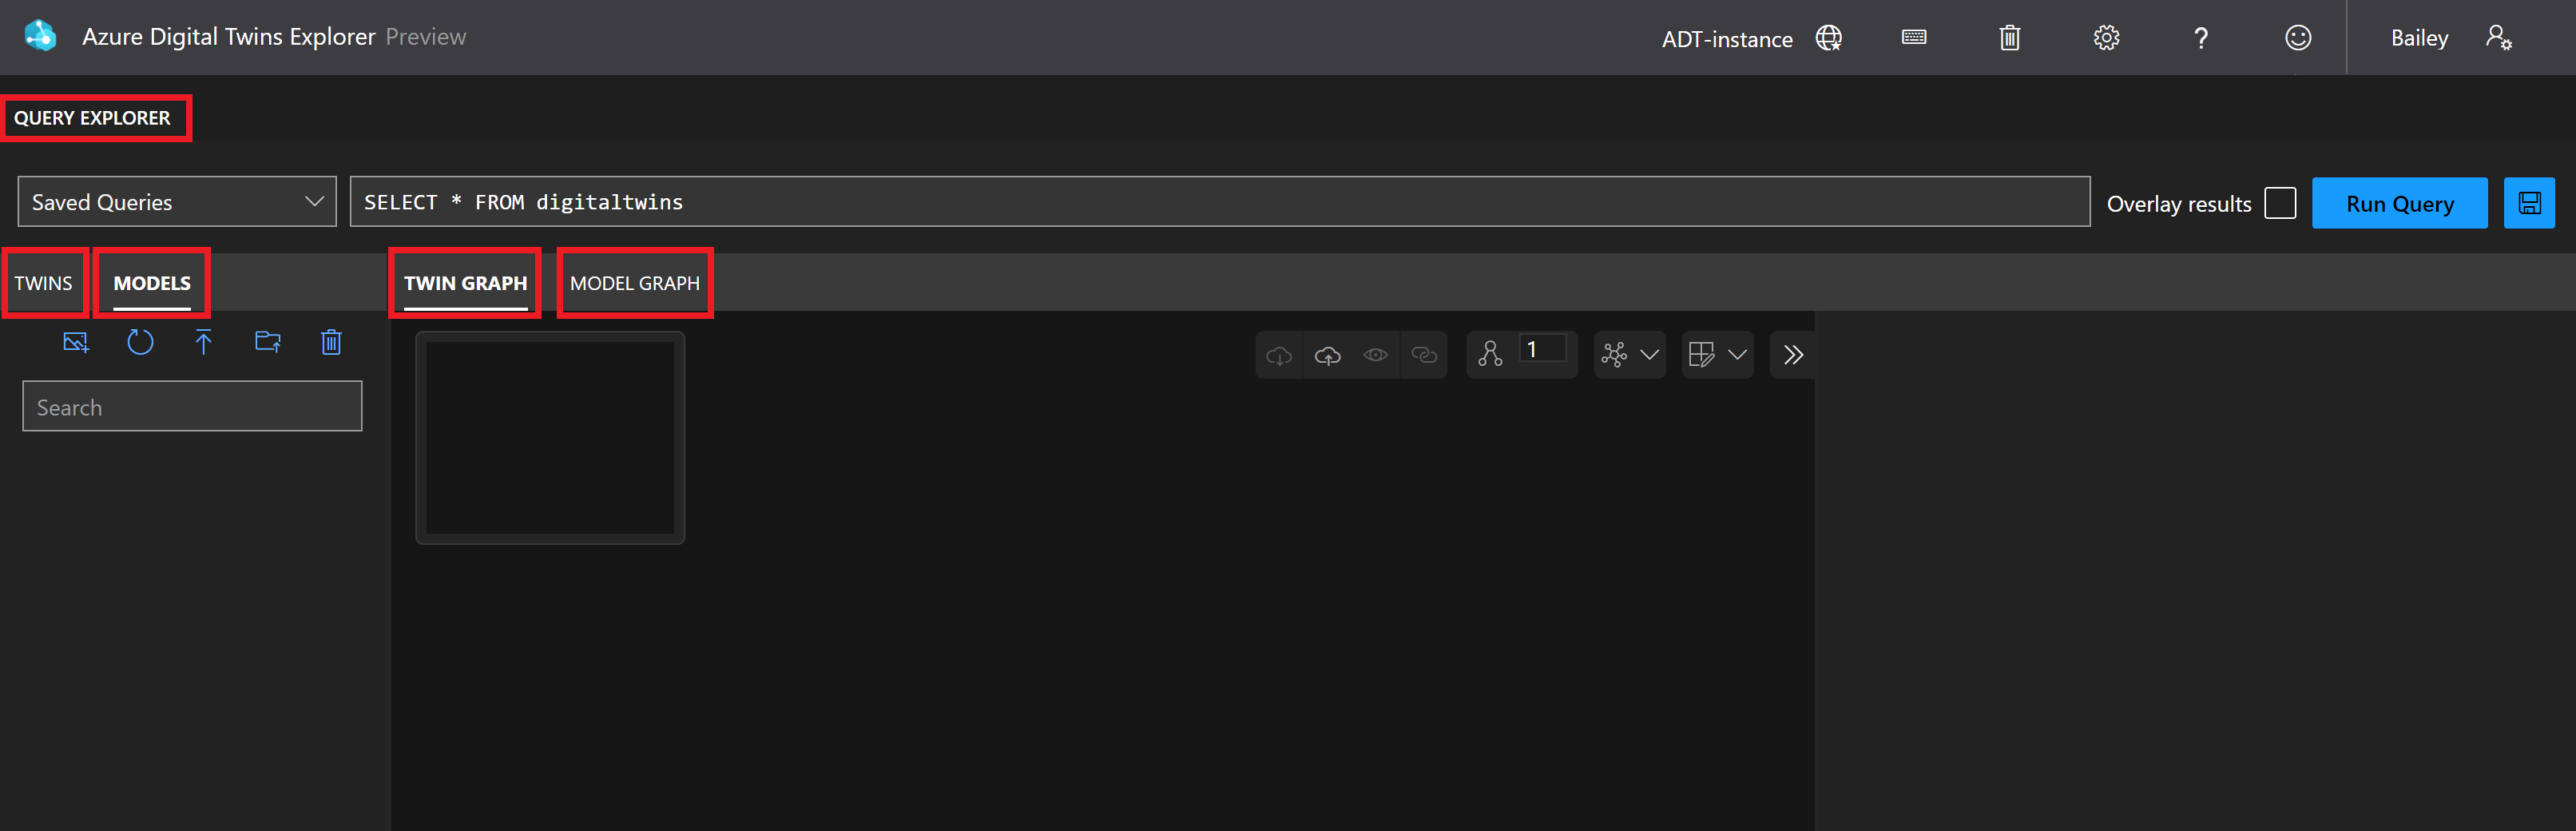 Azure Digital Twins Explorer Preview
ADT-instance
?
Bailey
QUERY EXPLORER
Saved Queries
SELECT * FROM digitaltwins
Overlay results
Run Query
TWINS
MODELS
TWIN GRAPH
MODEL GRAPH
1
Search